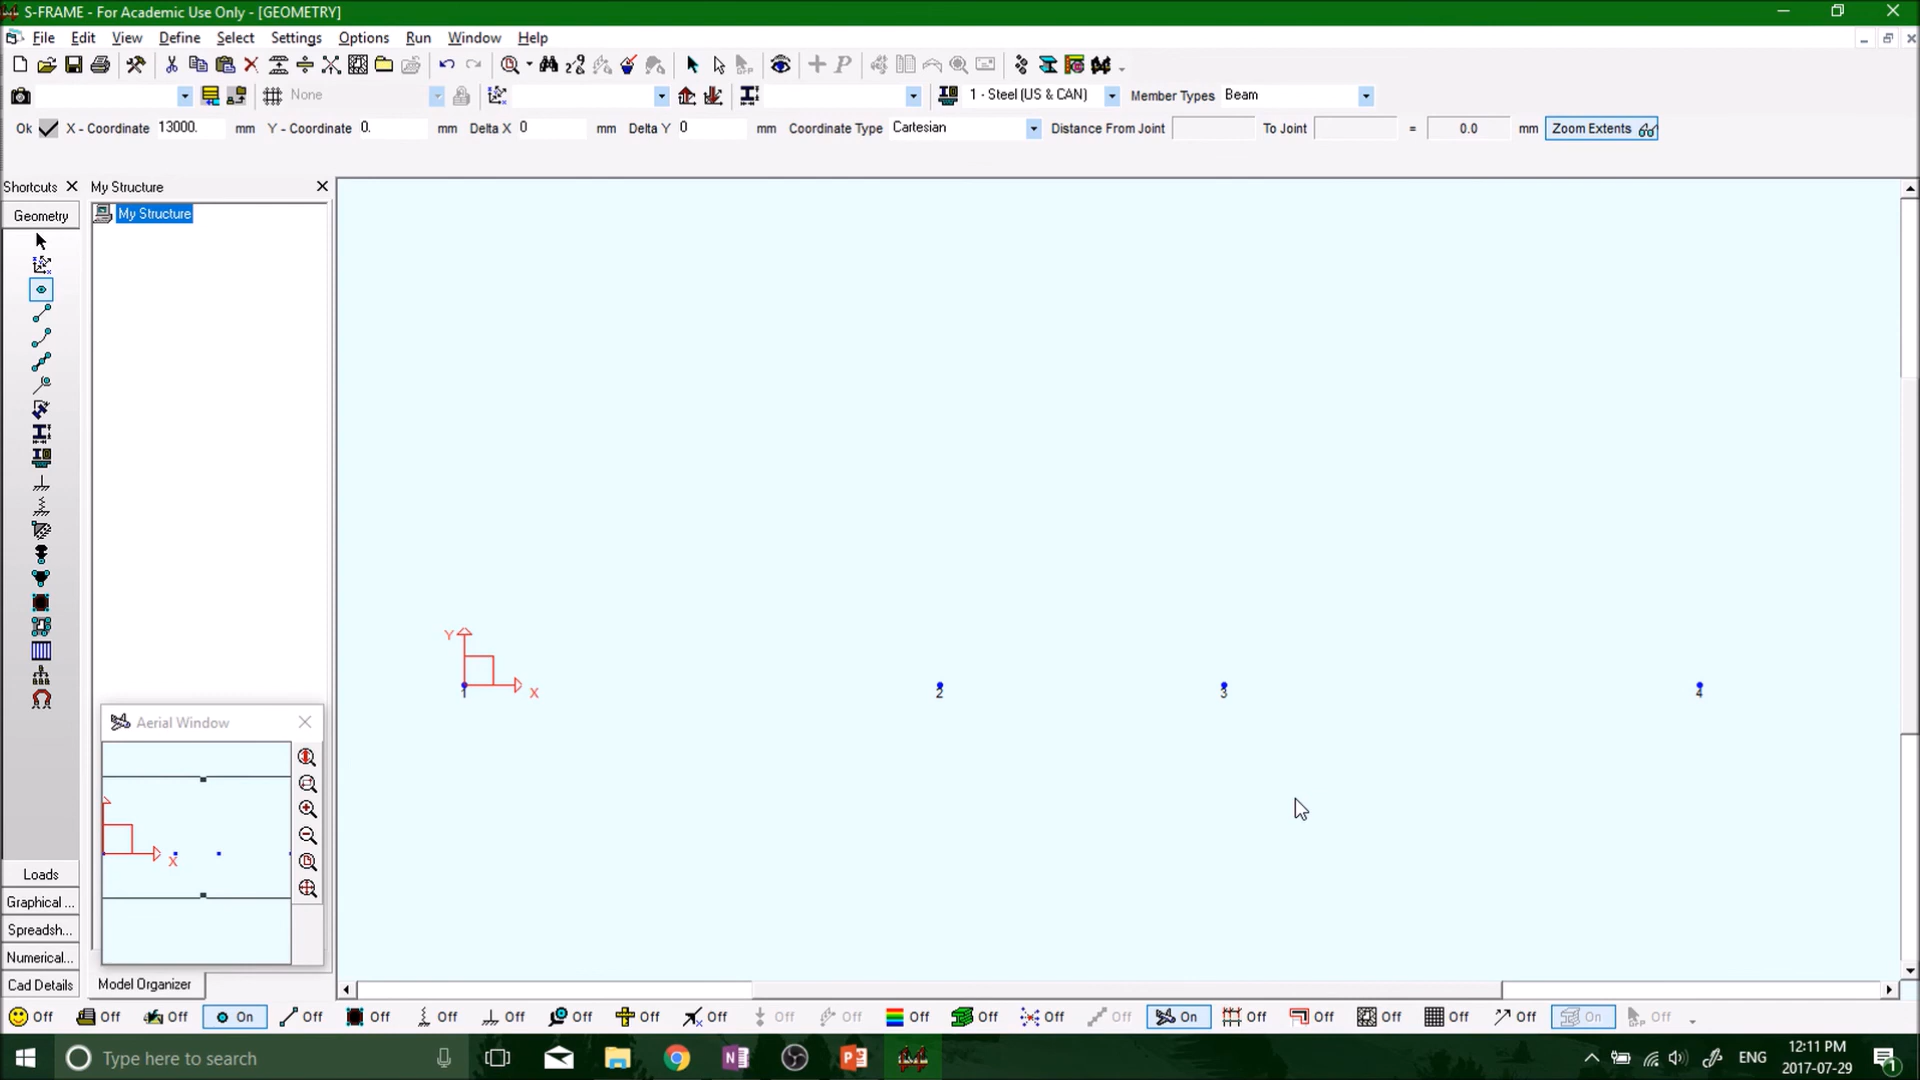 S-FRAME - For Academic Use Only - [GEOMETRY]
File Edit View Define Select Settings Options Run Window Help
None 1 - Steel (US & CAN) Member Types Beam
Ok X - Coordinate 13000. mm Y - Coordinate 0. mm Delta X 0 mm Delta Y 0 mm Coordinate Type Cartesian Distance From Joint To Joint = 0.0 mm Zoom Extents
Shortcuts My Structure
Geometry
My Structure
Y
X
1 2 3 4
Aerial Window
X
Loads
Graphical ...
Spreadsh...
Numerical...
Cad Details
Model Organizer
Off Off Off On Off Off Off Off Off Off Off Off Off Off Off Off Off On Off Off Off Off Off On Off
Type here to search
ENG
12:11 PM
2017-07-29
1